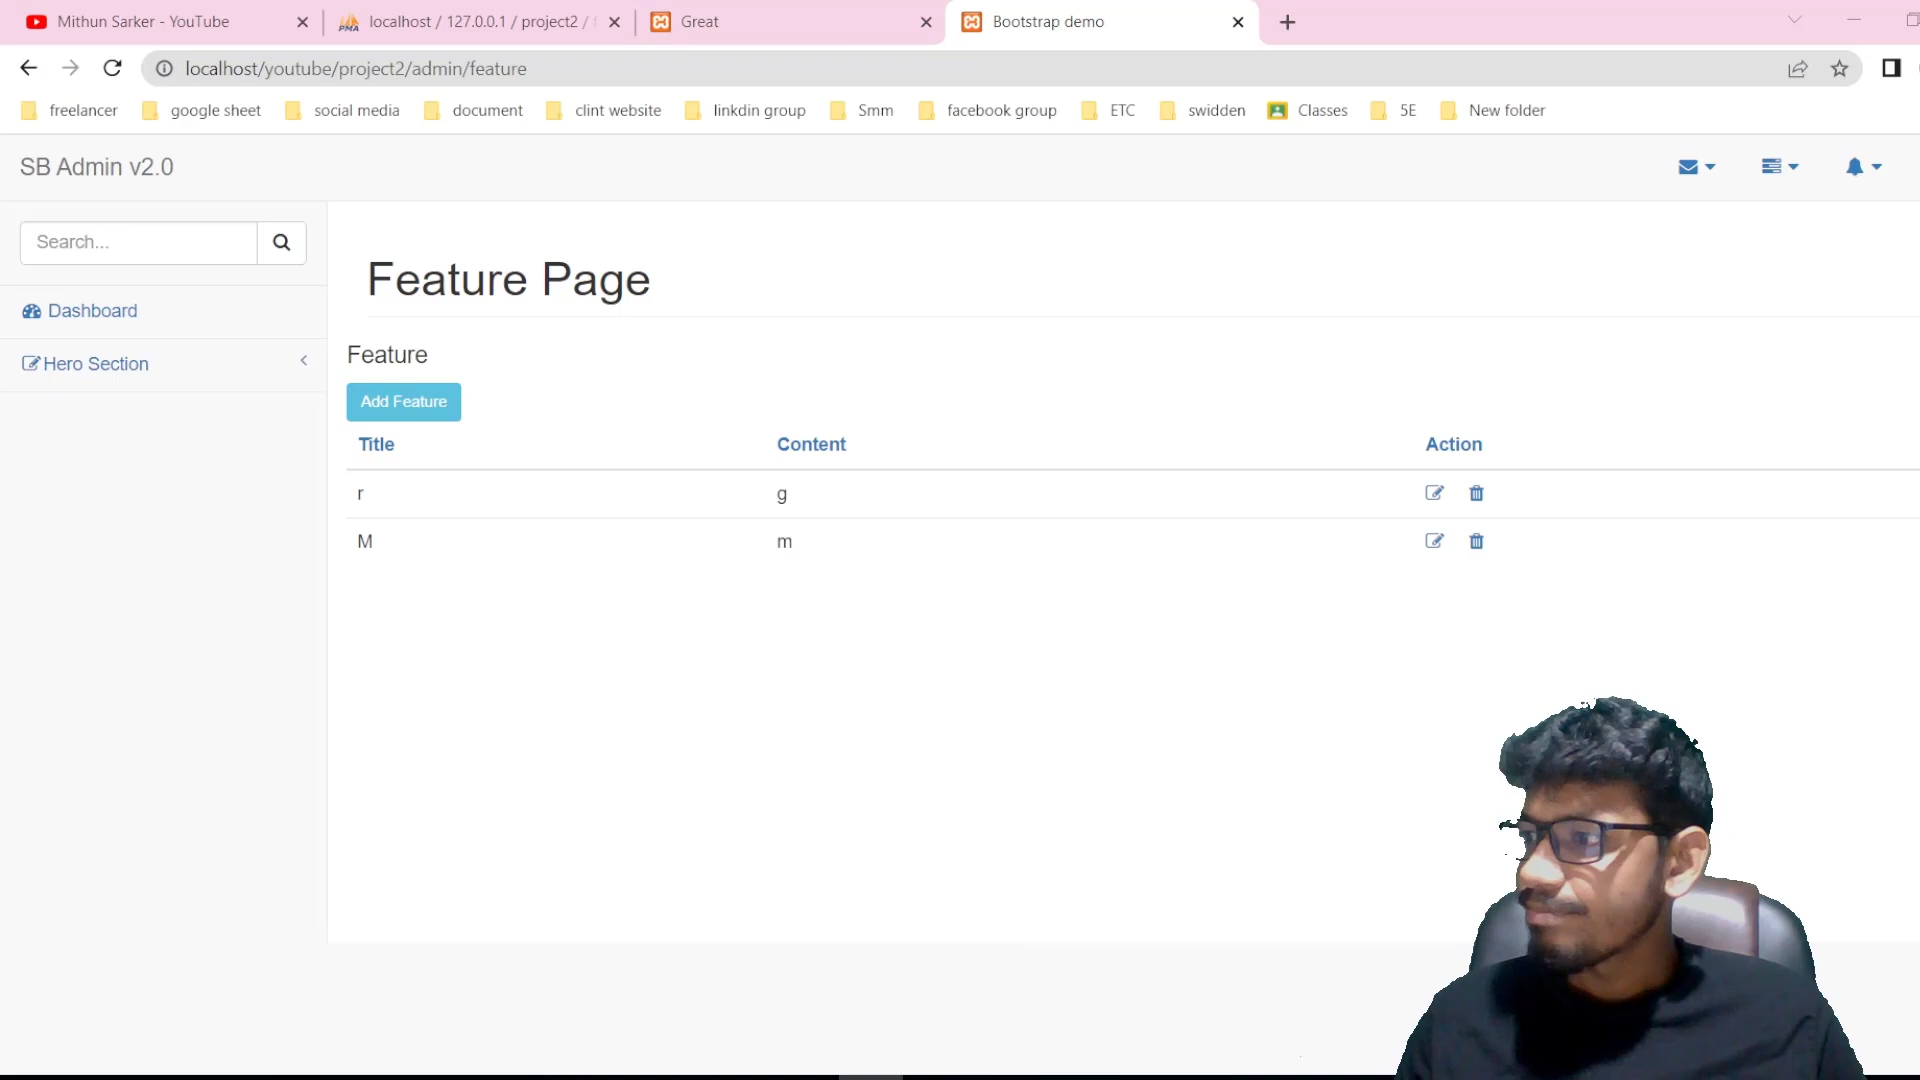 Mithun Sarker - YouTube
localhost / 127.0.0.1 / project2 /
Great
Bootstrap demo
localhost/youtube/project2/admin/feature
freelancer
google sheet
social media
document
clint website
linkdin group
Smm
facebook group
ETC
swidden
Classes
5E
New folder
SB Admin v2.0
Search...
Dashboard
Hero Section
Feature Page
Feature
Add Feature
Title Content Action
r g
M m